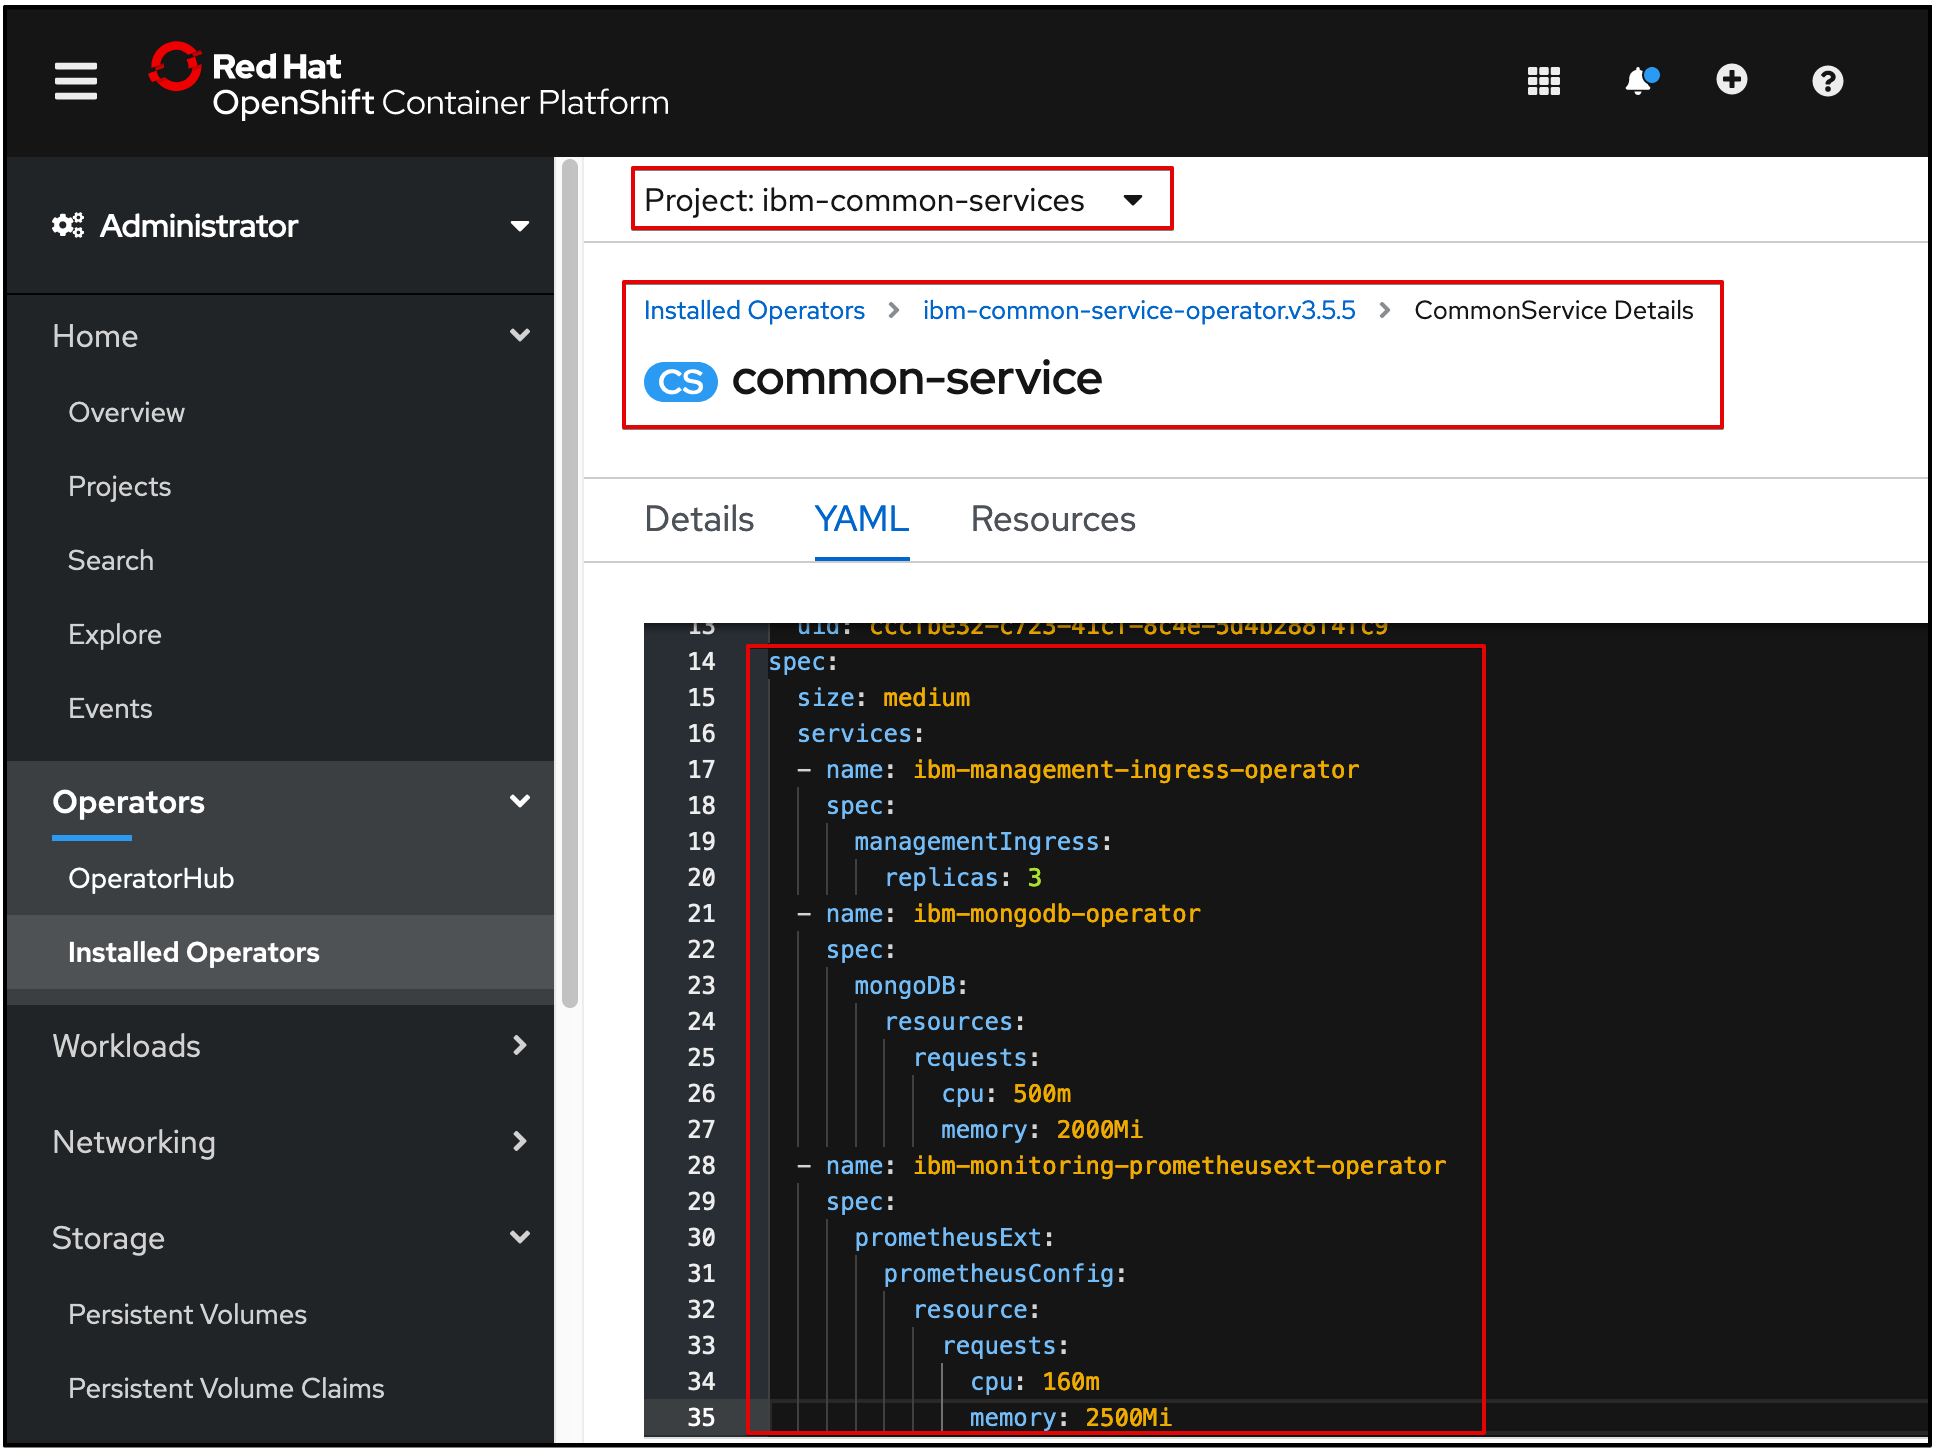 Red Hat
OpenShift Container Platform
Administrator
Home
Overview
Projects
Search
Explore
Events
Operators
OperatorHub
Installed Operators
Workloads
Networking
Storage
Persistent Volumes
Persistent Volume Claims
Project: ibm-common-services
Installed Operators > ibm-common-service-operator.v3.5.5 > CommonService Details
CS common-service
Details YAML Resources
13 uid:
14 spec:
15 size: medium
16 services:
17 - name: ibm-management-ingress-operator
18 spec:
19 managementIngress:
20 replicas: 3
21 - name: ibm-mongodb-operator
22 spec:
23 mongoDB:
24 resources:
25 requests:
26 cpu: 500m
27 memory: 2000Mi
28 - name: ibm-monitoring-prometheusext-operator
29 spec:
30 prometheusExt:
31 prometheusConfig:
32 resource:
33 requests:
34 cpu: 160m
35 memory: 2500Mi